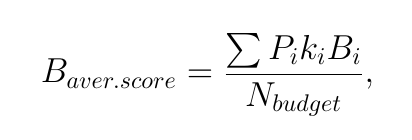 $$B_{aver.score} = \frac{\sum P_i k_i B_i}{N_{budget}},$$